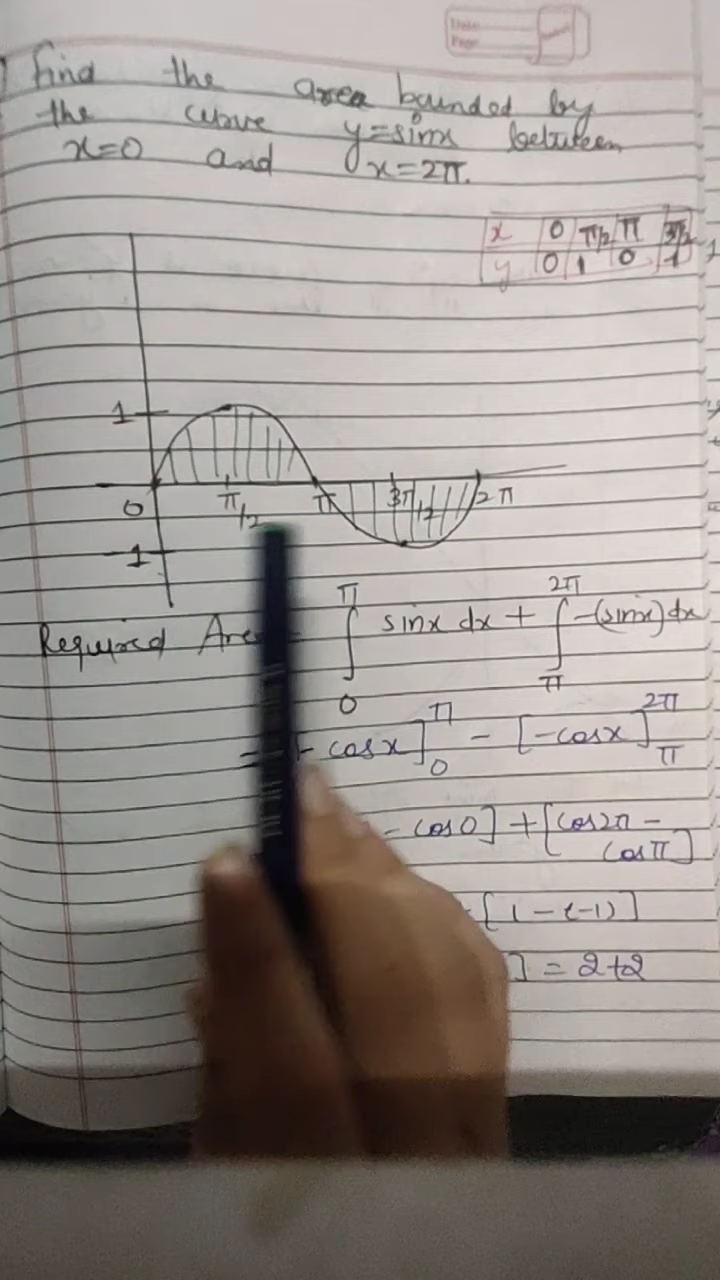 Find the area bounded by
the curve y=sinx between
x=0 and x=2π.
x 0 π/2 π 3π/2
y 0 1 0 -1
1
0 π/2 π 3π/2 2π
-1
Required Area = ∫₀^π sinx dx + ∫_π^2π -(sinx) dx
= [-cosx]₀^π - [-cosx]_π^2π
- cos0] + [cos2π -
cosπ]
[1-(-1)]
] = 2+2